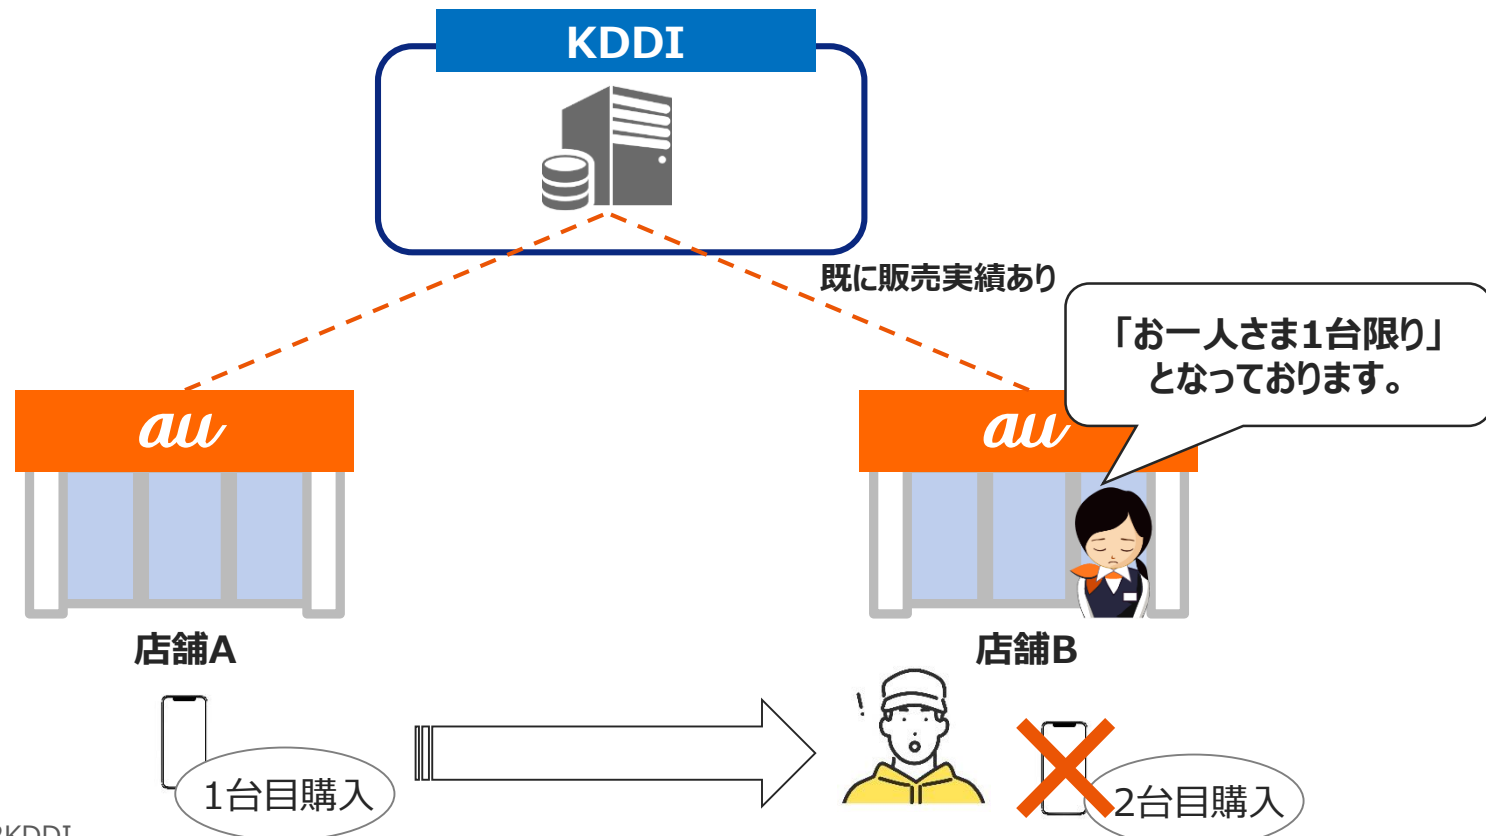 KDDI
既に販売実績あり
「お一人さま1台限り」
となっております。
au
au
店舗A
店舗B
!
1台目購入
2台目購入
KDDI